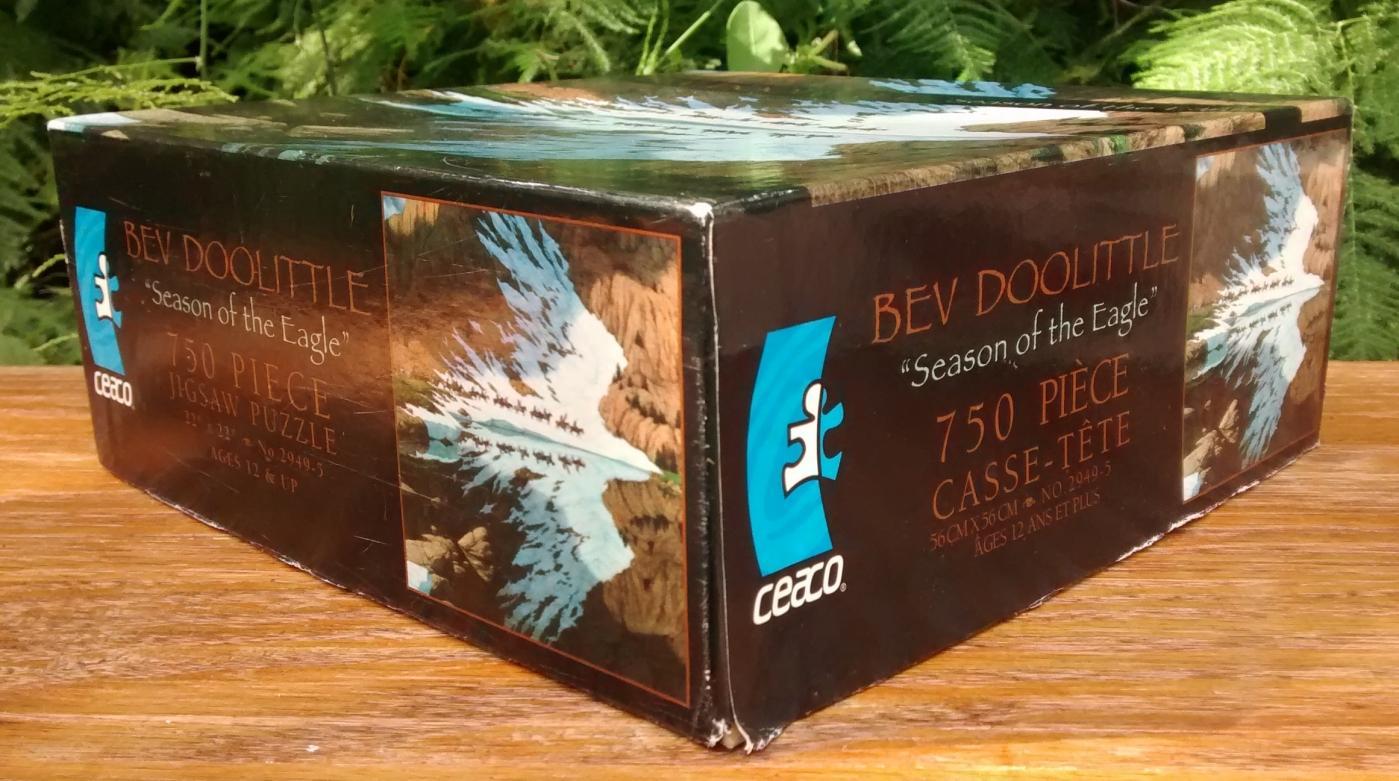 BEV DOOLITTLE
“Season of the Eagle”
750 PIECE
JIGSAW PUZZLE
22" x 22" No 2949-5
AGES 12 & UP
ceaco
BEV DOOLITTLE
“Season of the Eagle”
750 PIÈCE
CASSE-TÊTE
56 CM X 56 CM NO. 2949-5
ÂGES 12 ANS ET PLUS
ceaco®